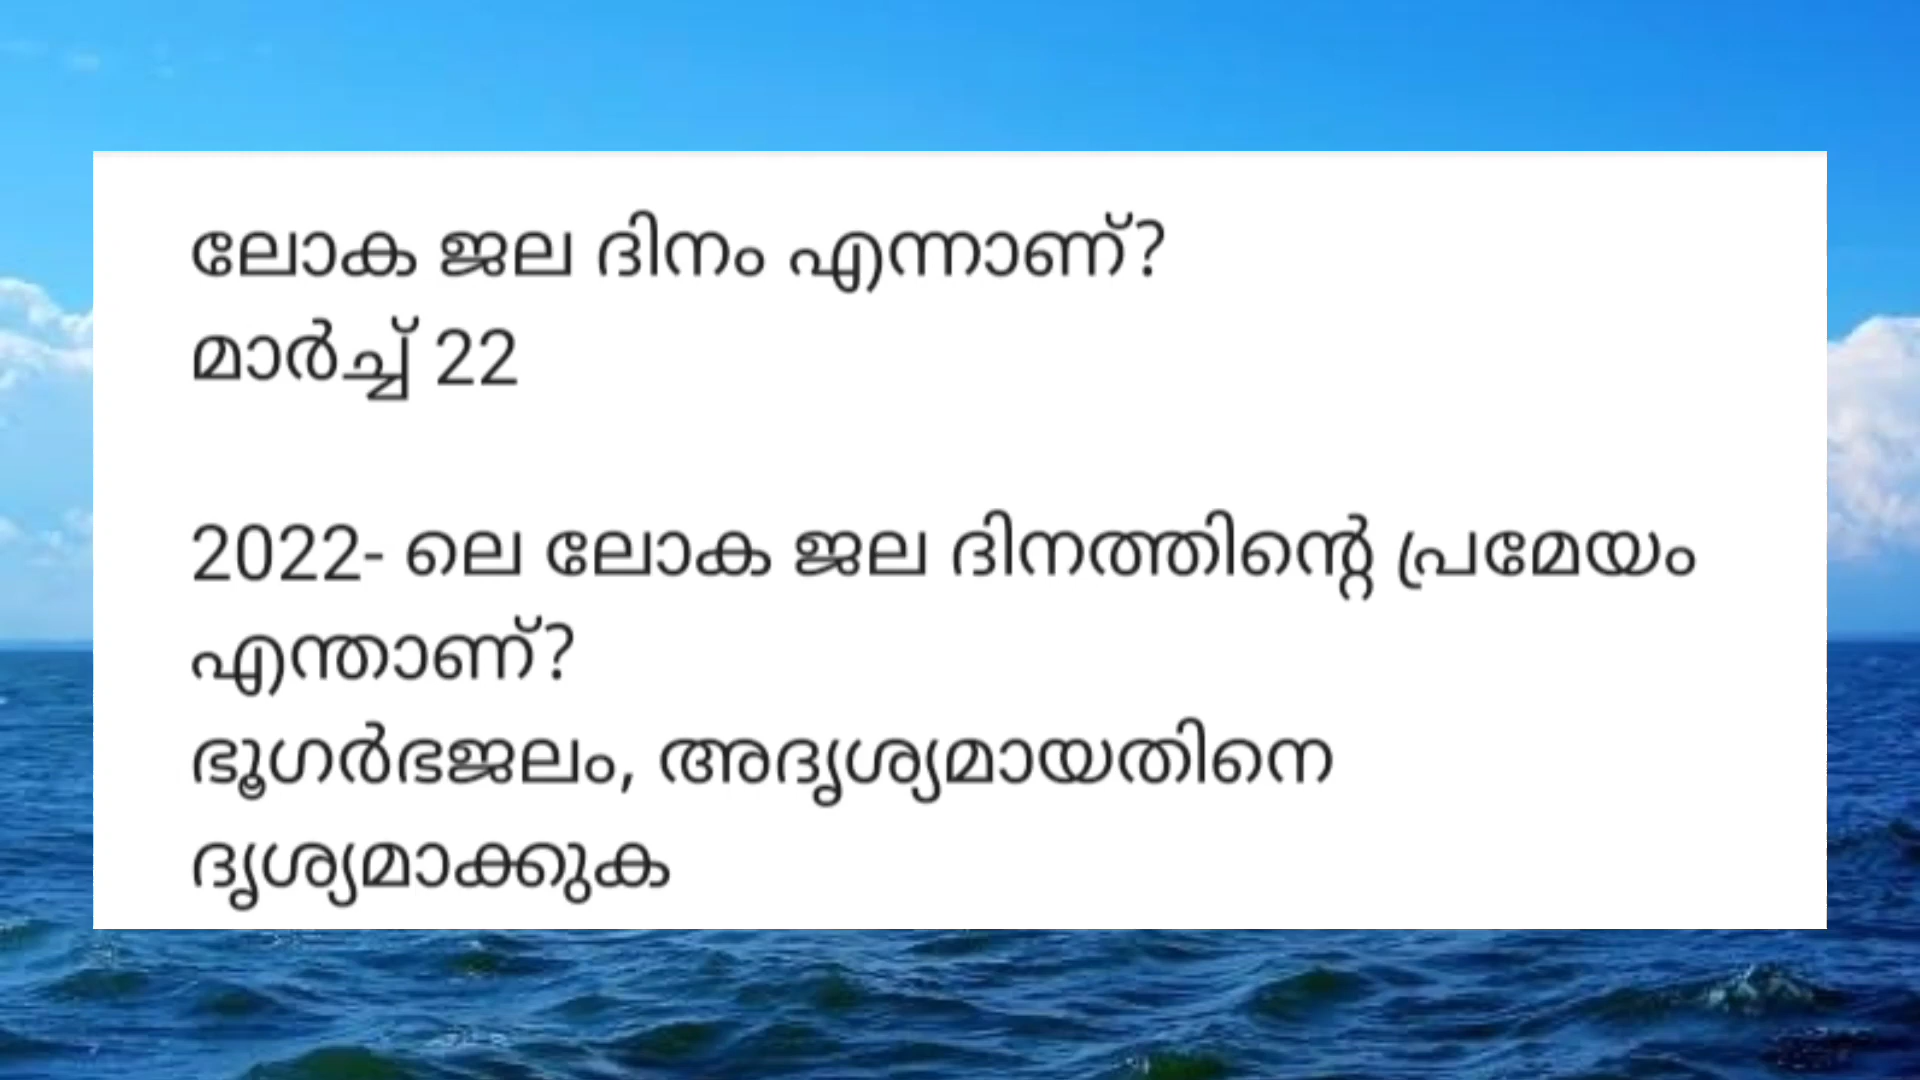 ലോക ജല ദിനം എന്നാണ്?
മാർച്ച് 22
2022- ലെ ലോക ജല ദിനത്തിന്റെ പ്രമേയം
എന്താണ്?
ഭൂഗർഭജലം, അദൃശ്യമായതിനെ
ദൃശ്യമാക്കുക